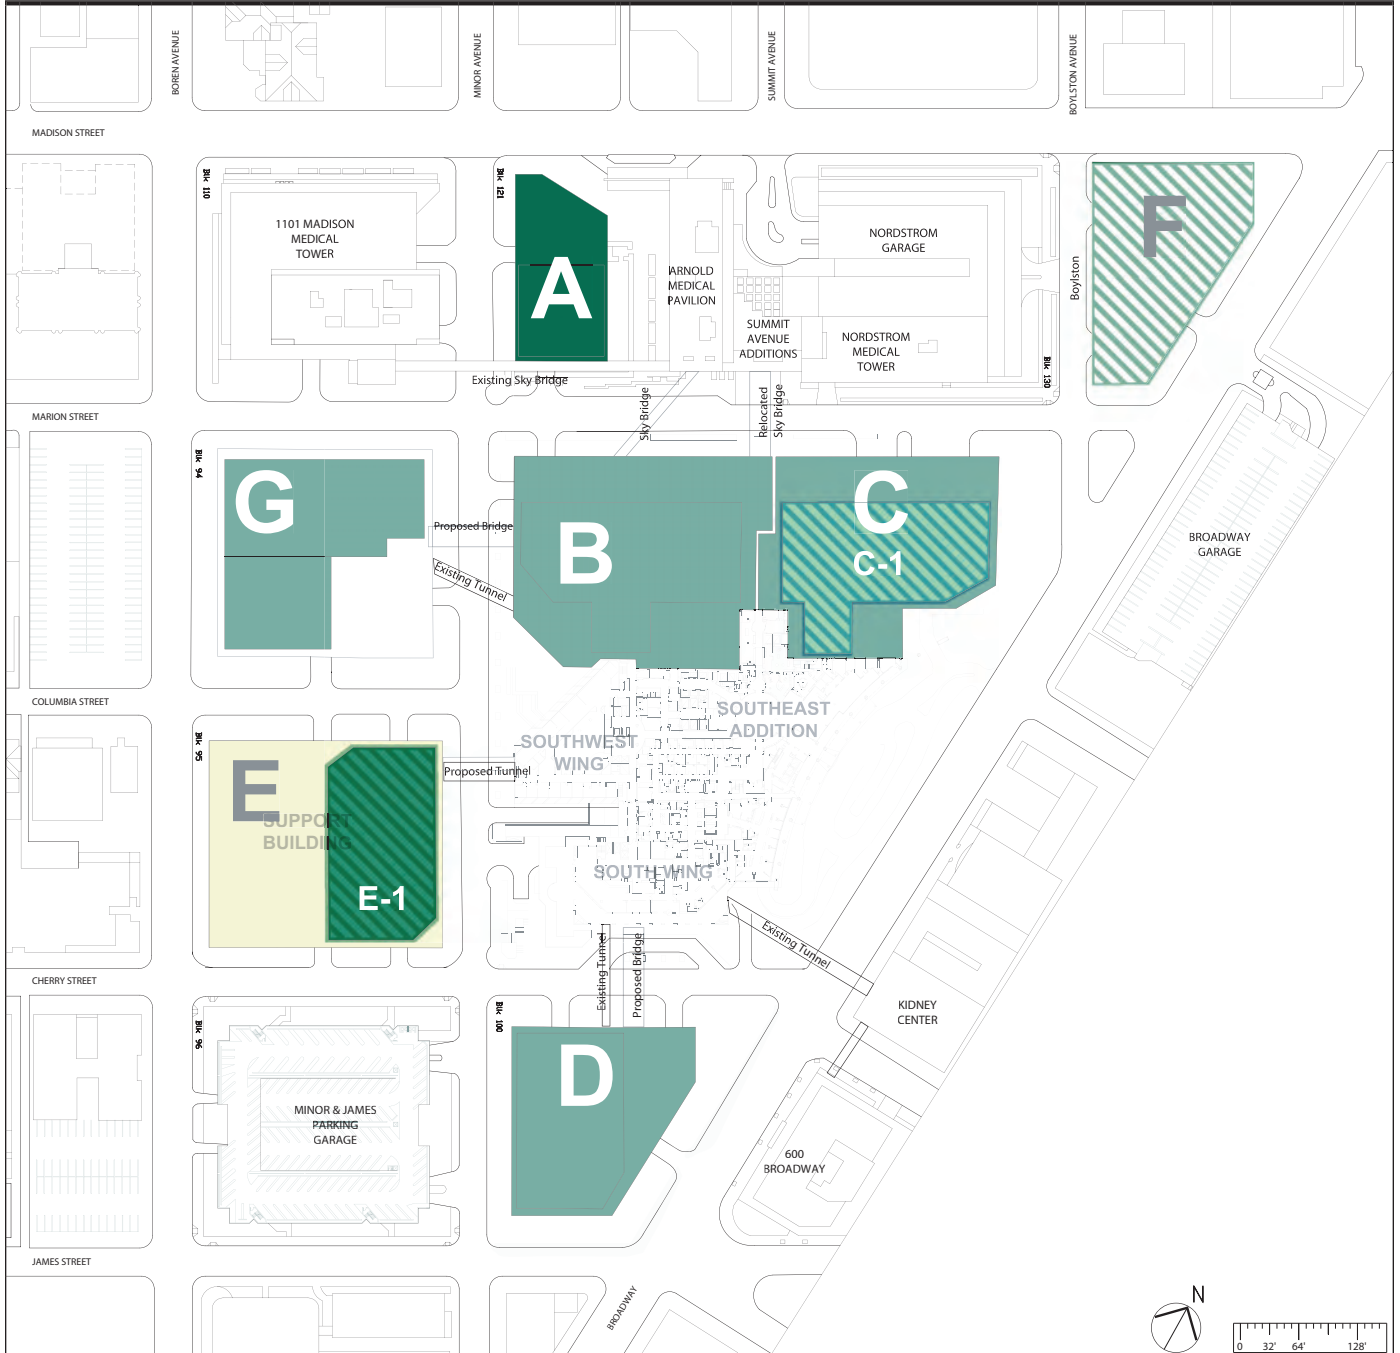 BOREN AVENUE
MINOR AVENUE
SUMMIT AVENUE
BOYLSTON AVENUE
MADISON STREET
Blk 110
1101 MADISON
MEDICAL
TOWER
Blk 121
A
ARNOLD
MEDICAL
PAVILION
SUMMIT
AVENUE
ADDITIONS
NORDSTROM
GARAGE
NORDSTROM
MEDICAL
TOWER
Blk 130
Boylston
F
Existing Sky Bridge
Sky Bridge
Relocated
Sky Bridge
MARION STREET
Blk 94
G
Proposed Bridge
Existing Tunnel
B
C
C-1
BROADWAY
GARAGE
COLUMBIA STREET
Blk 95
E
SUPPORT
BUILDING
E-1
Proposed Tunnel
SOUTHWEST
WING
SOUTHEAST
ADDITION
SOUTH WING
Existing Tunnel
Proposed Bridge
Existing Tunnel
CHERRY STREET
Blk 96
MINOR & JAMES
PARKING
GARAGE
Blk 100
D
KIDNEY
CENTER
600
BROADWAY
JAMES STREET
BROADWAY
N
0 32' 64' 128'